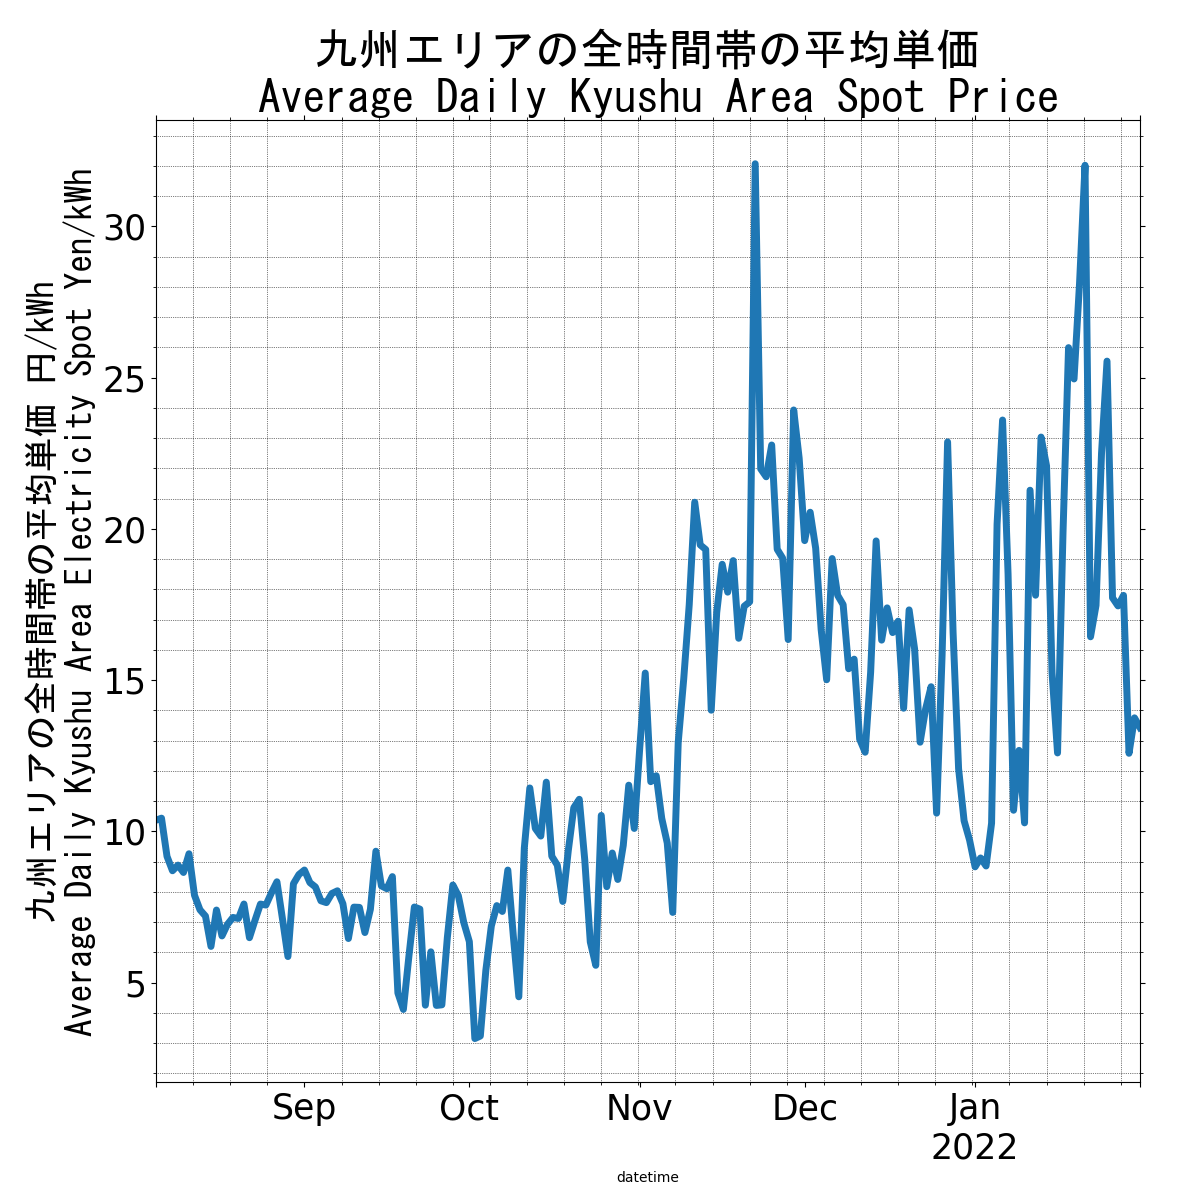 九州エリアの全時間帯の平均単価
Average Daily Kyushu Area Spot Price
九州エリアの全時間帯の平均単価 円/kWh
Average Daily Kyushu Area Electricity Spot Yen/kWh
30
25
20
15
10
5
Sep
Oct
Nov
Dec
Jan
2022
datetime